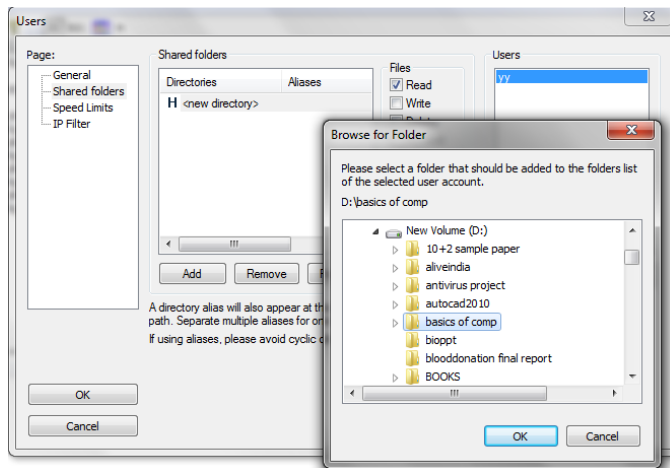 Users
Page:
General
Shared folders
Speed Limits
IP Filter
Shared folders
Directories Aliases
H <new directory>
Files
Read
Write
Users
yy
Add Remove
A directory alias will also appear at
path. Separate multiple aliases for
If using aliases, please avoid cyclic
OK
Cancel
Browse for Folder
Please select a folder that should be added to the folders list
of the selected user account.
D:\basics of comp
New Volume (D:)
10+2 sample paper
aliveindia
antivirus project
autocad2010
basics of comp
bioppt
blooddonation final report
BOOKS
OK Cancel